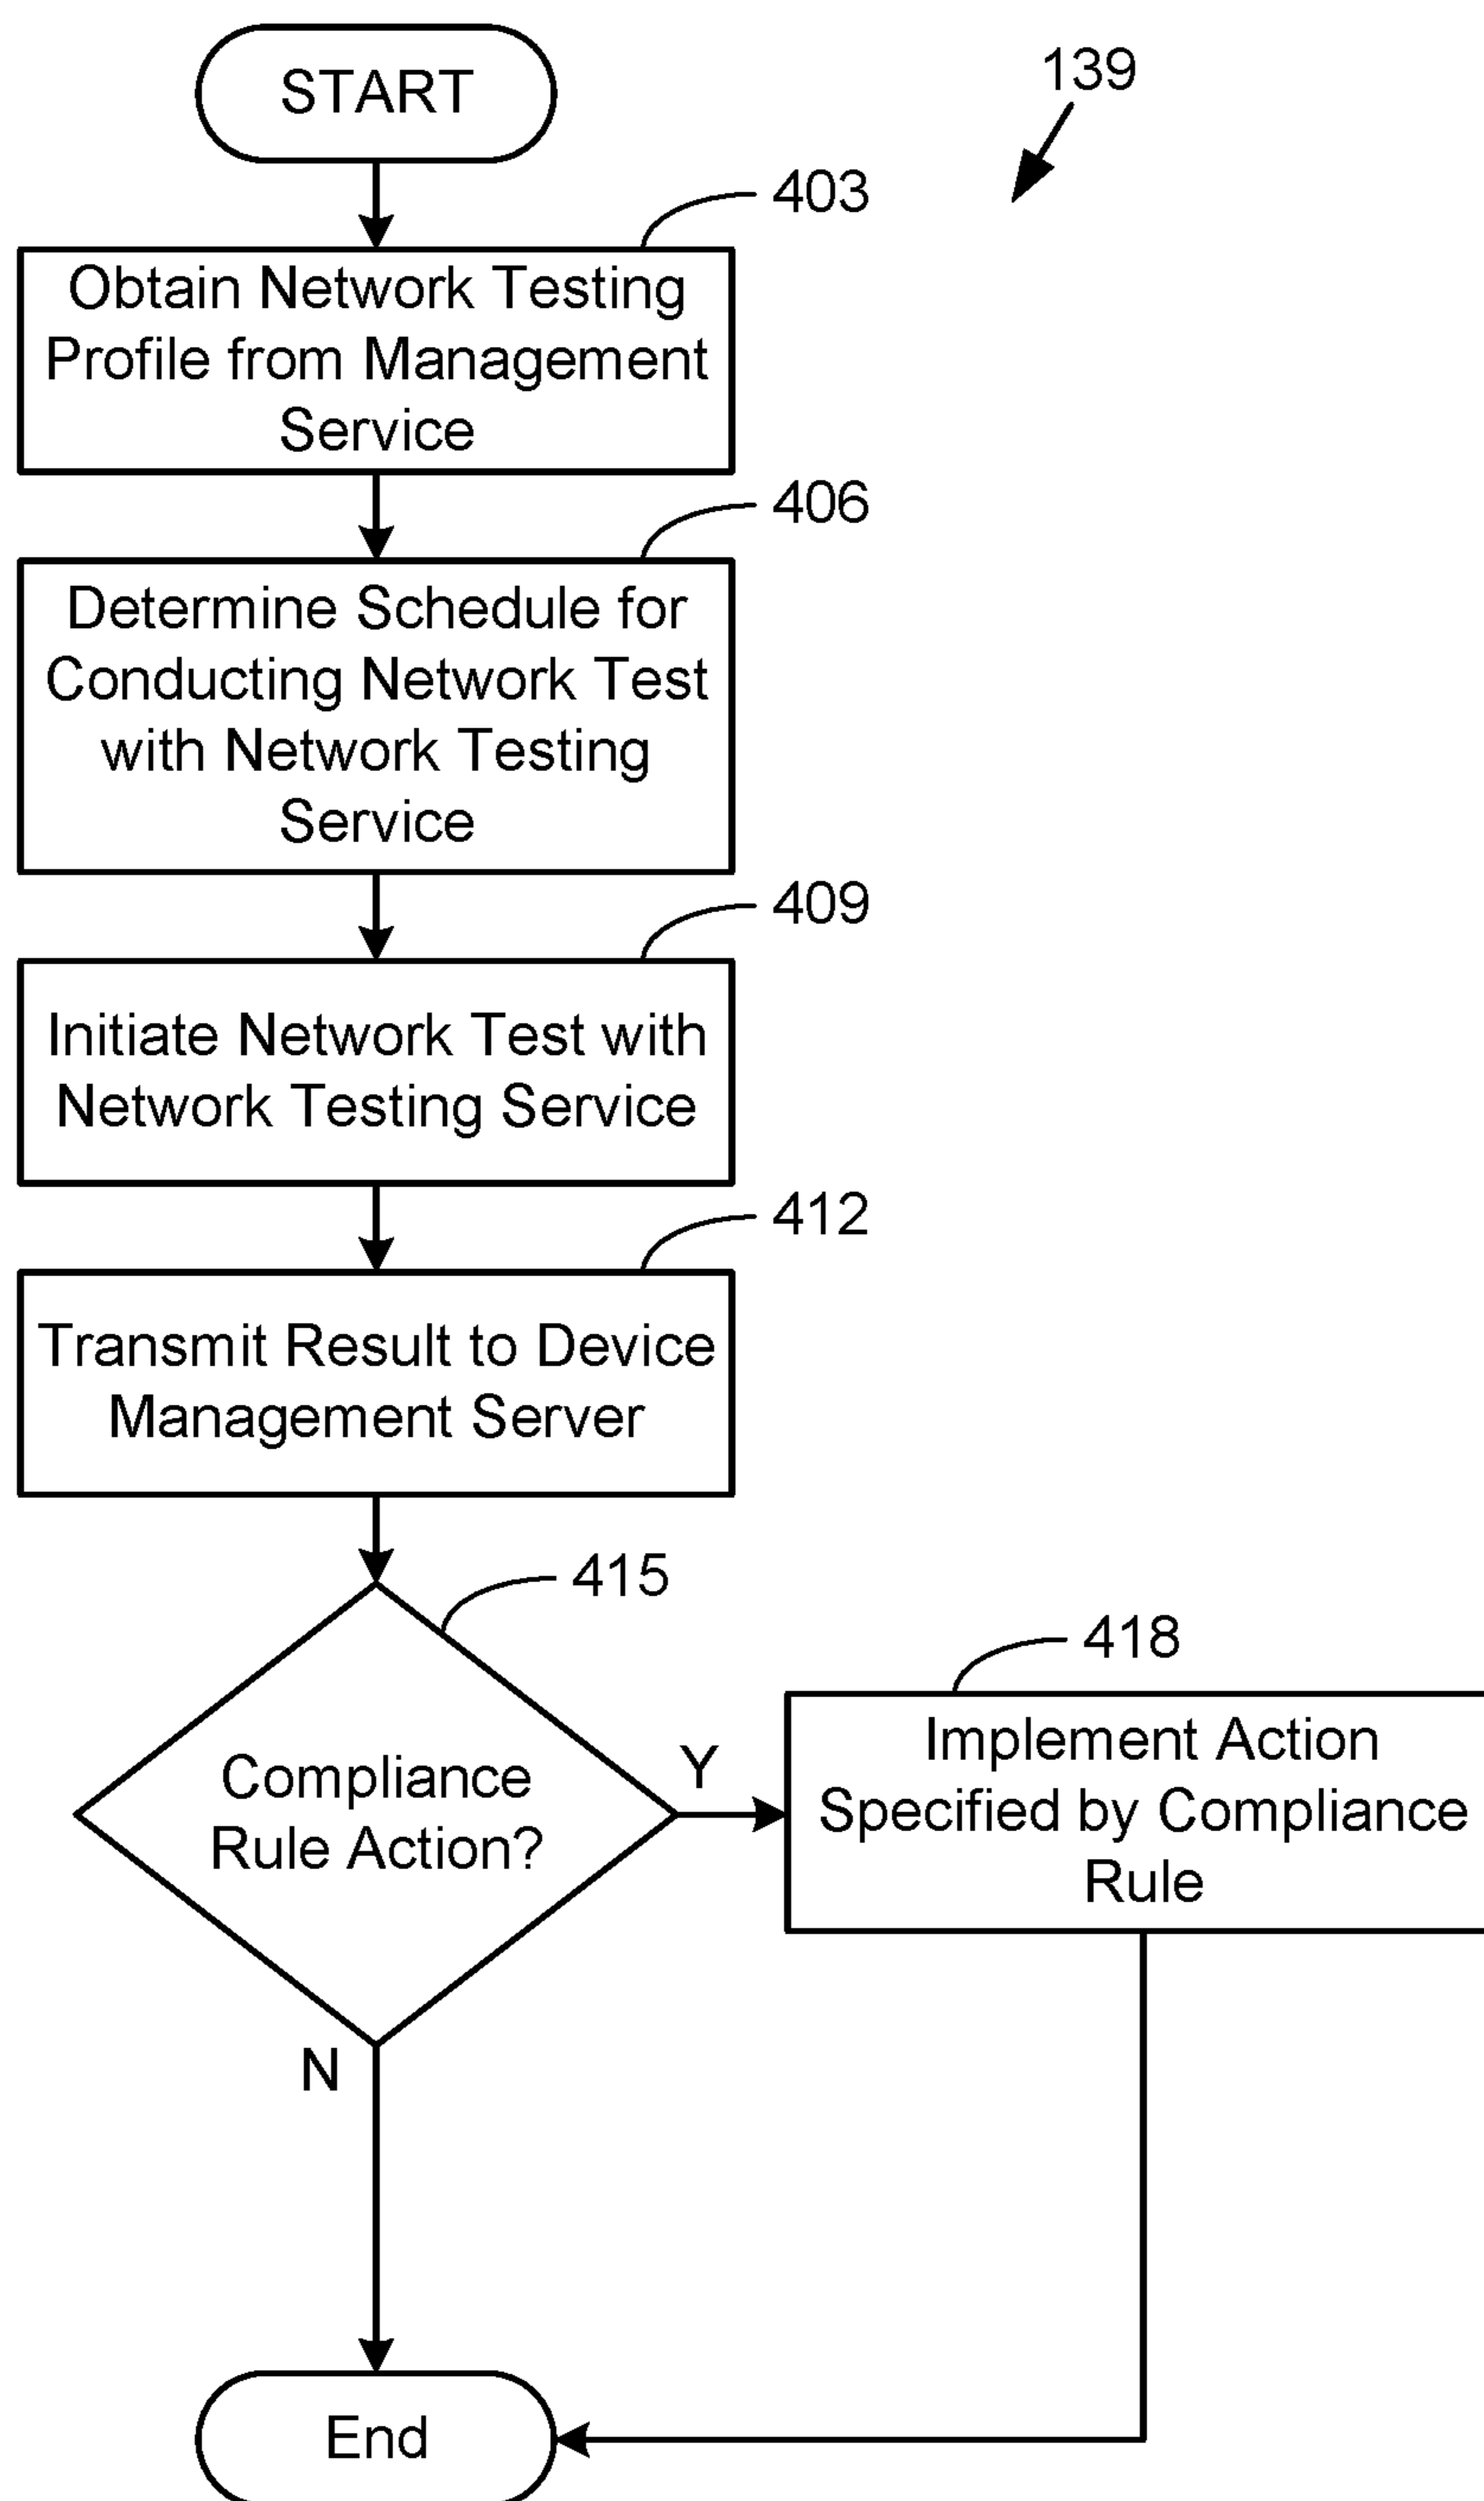 START
139
403
Obtain Network Testing
Profile from Management
Service
406
Determine Schedule for
Conducting Network Test
with Network Testing
Service
409
Initiate Network Test with
Network Testing Service
412
Transmit Result to Device
Management Server
415
Compliance
Rule Action?
Y
418
Implement Action
Specified by Compliance
Rule
N
End